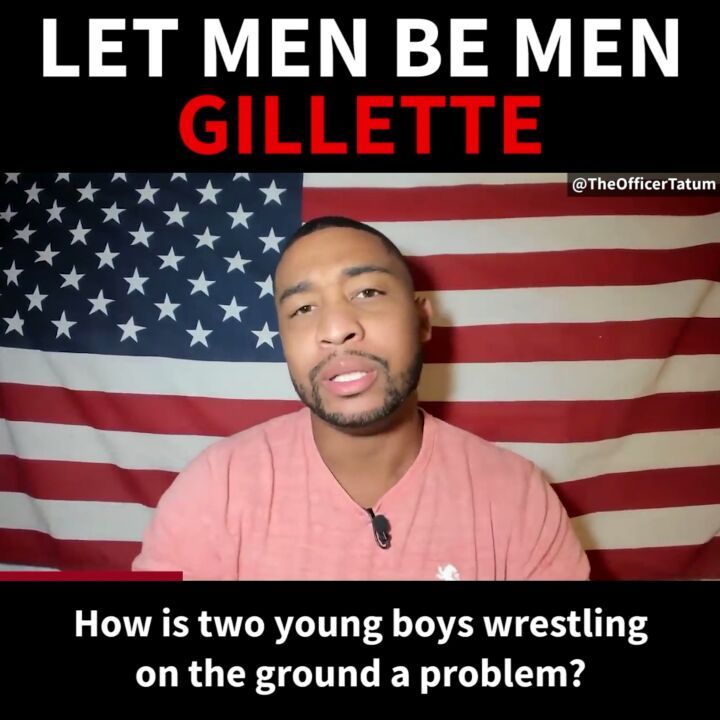 LET MEN BE MEN
GILLETTE
@TheOfficerTatum
How is two young boys wrestling
on the ground a problem?